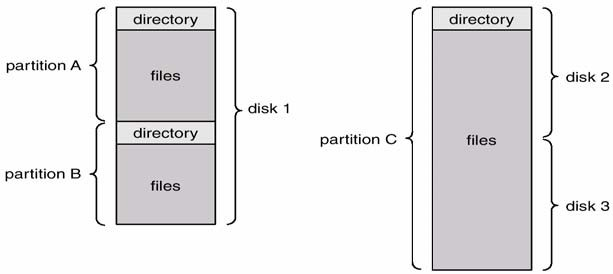 directory
partition A
files
disk 1
directory
partition B
files
directory
disk 2
partition C
files
disk 3